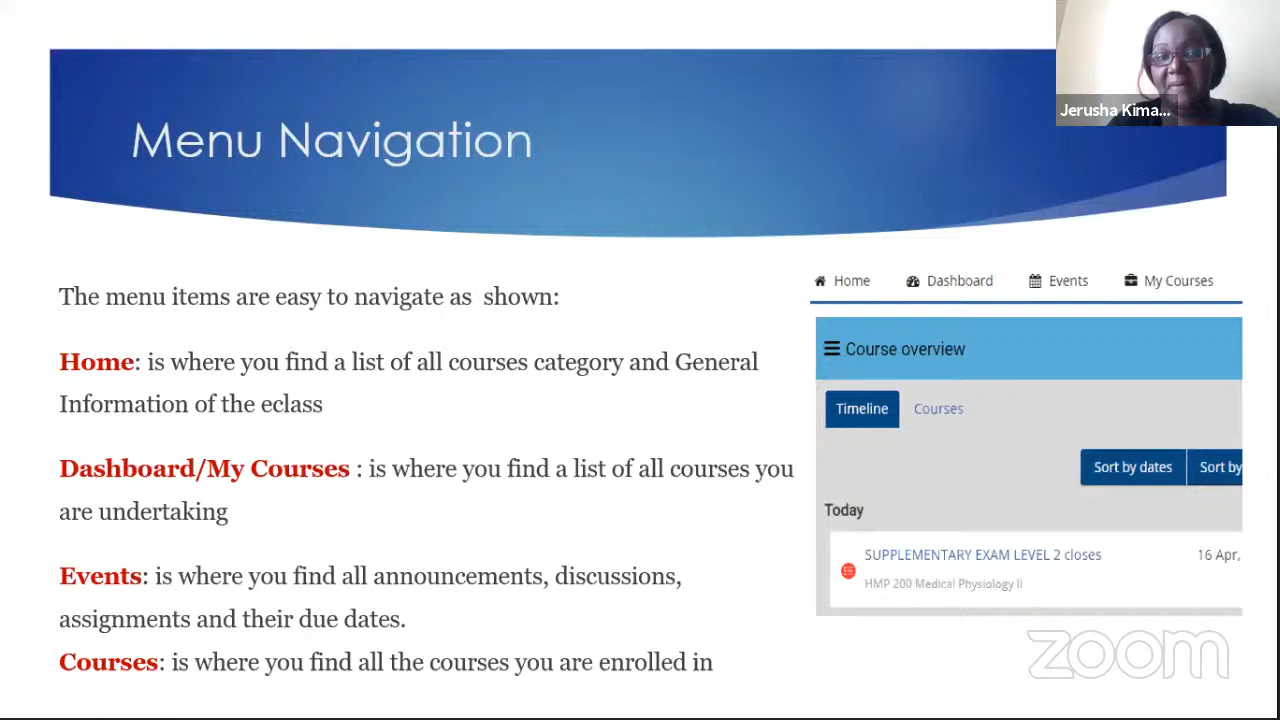 Menu Navigation
Jerusha Kima...
The menu items are easy to navigate as shown:
Home: is where you find a list of all courses category and General
Information of the eclass
Dashboard/My Courses : is where you find a list of all courses you
are undertaking
Events: is where you find all announcements, discussions,
assignments and their due dates.
Courses: is where you find all the courses you are enrolled in
Home Dashboard Events My Courses
Course overview
Timeline Courses
Sort by dates Sort by
Today
SUPPLEMENTARY EXAM LEVEL 2 closes 16 Apr,
HMP 200 Medical Physiology II
zoom